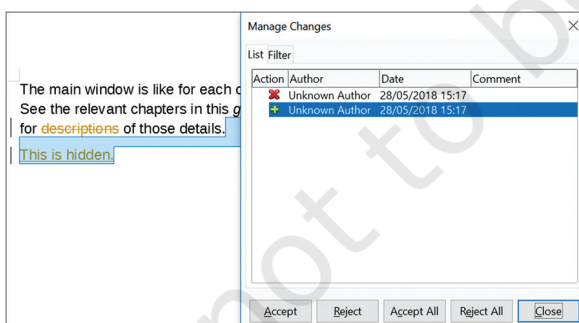 Manage Changes
List Filter
Action Author Date Comment
Unknown Author 28/05/2018 15:17
Unknown Author 28/05/2018 15:17
The main window is like for each
See the relevant chapters in this
for descriptions of those details.
This is hidden.
Accept Reject Accept All Reject All Close
not to b